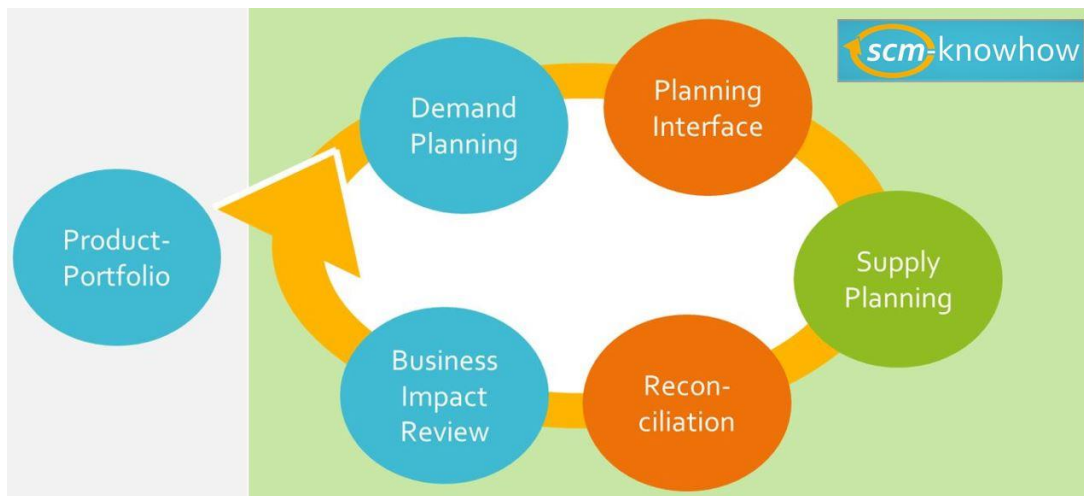 scm-knowhow
Demand
Planning
Planning
Interface
Product-
Portfolio
Supply
Planning
Business
Impact
Review
Recon-
ciliation